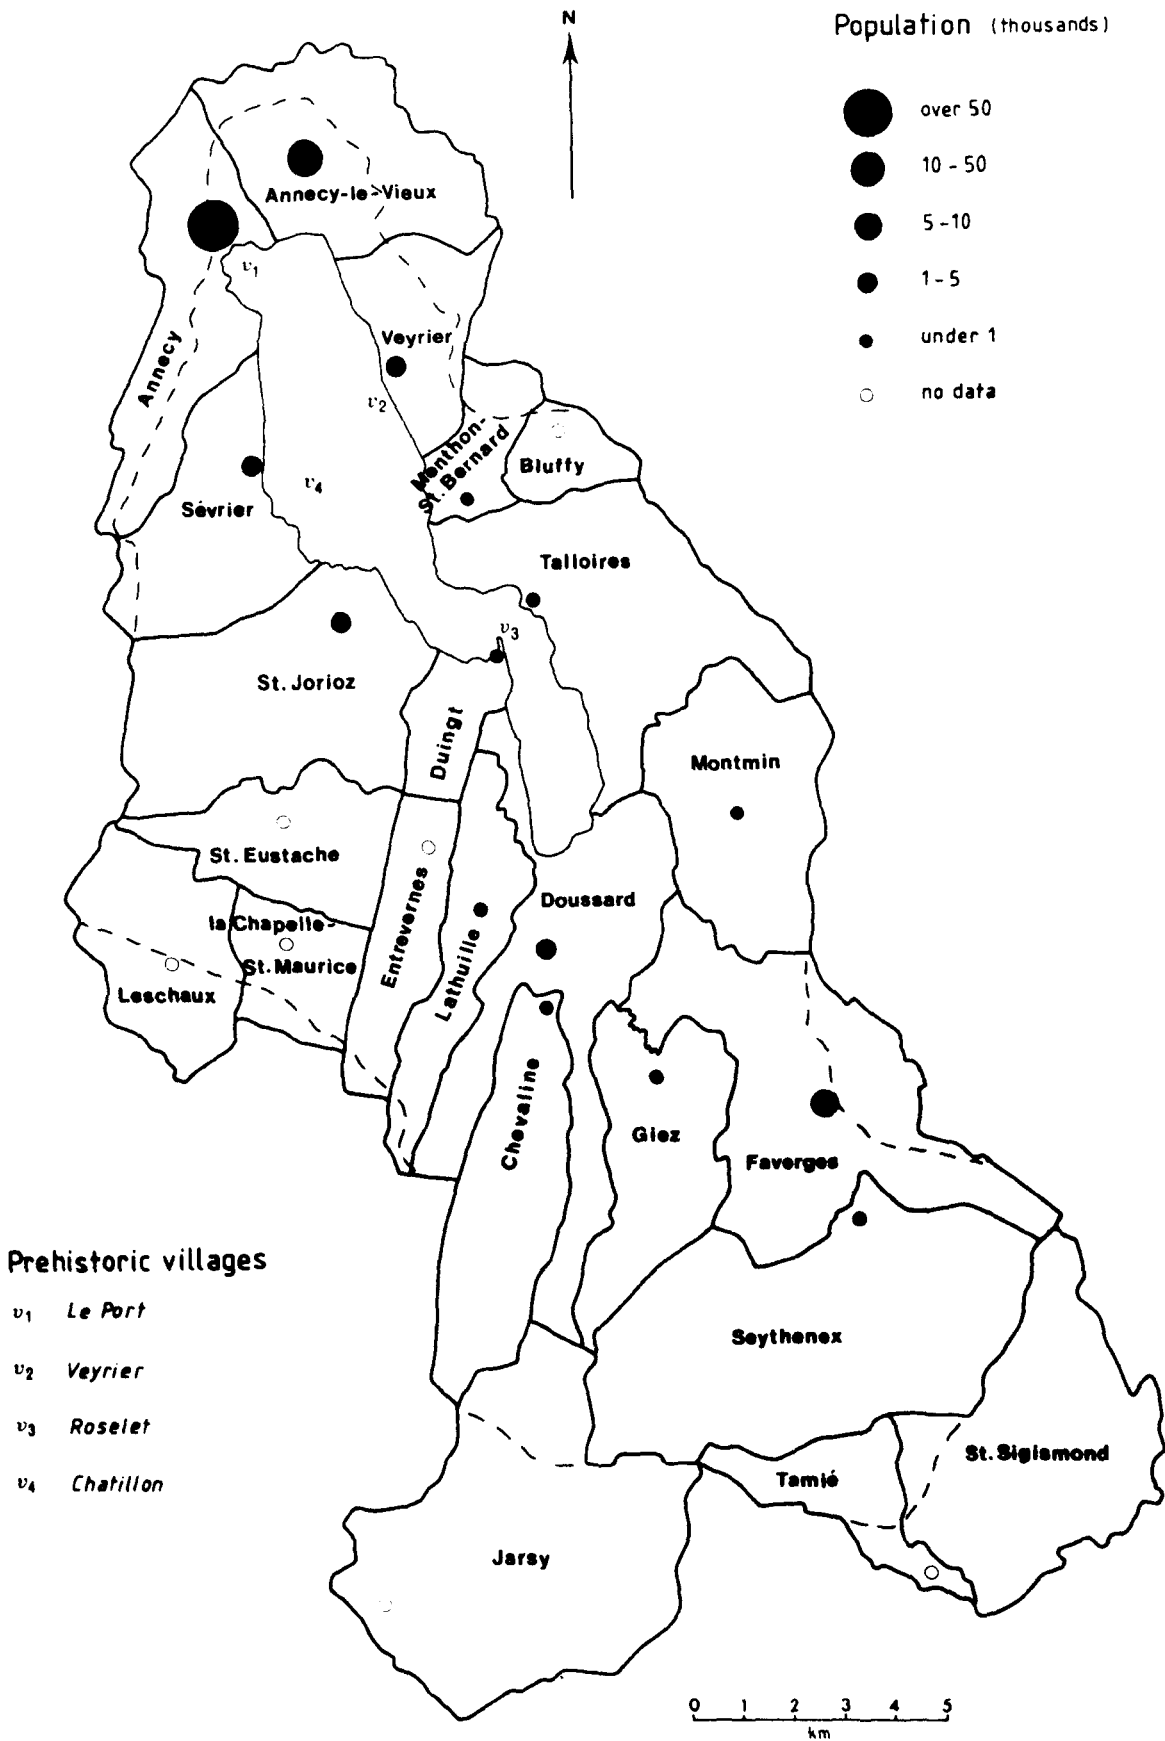 N
Population (thousands)
over 50
10-50
5-10
1-5
under 1
no data
Annecy-le-Vieux
v1
Veyrier
Annecy
v2
Menthon-
St. Bernard
Bluffy
v4
Sévrier
Talloires
v3
St. Jorioz
Duingt
Montmin
St. Eustache
Entrevernes
Lathuille
Doussard
la Chapelle-
St. Maurice
Leschaux
Chevaline
Giez
Faverges
Seythenex
St. Sigismond
Tamié
Jarsy
Prehistoric villages
v1 Le Port
v2 Veyrier
v3 Roselet
v4 Chatillon
0 1 2 3 4 5
km